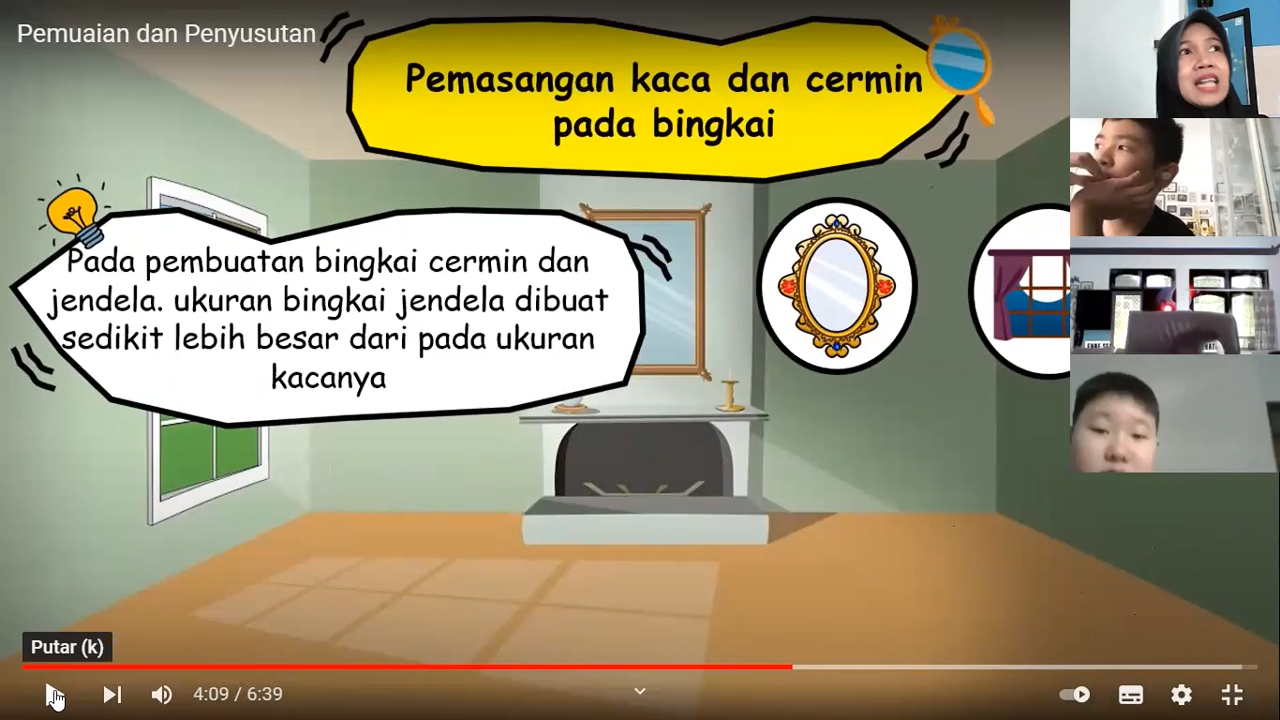 Pemuaian dan Penyusutan
Pemasangan kaca dan cermin
pada bingkai
Pada pembuatan bingkai cermin dan
jendela. ukuran bingkai jendela dibuat
sedikit lebih besar dari pada ukuran
kacanya
Putar (k)
4:09 / 6:39